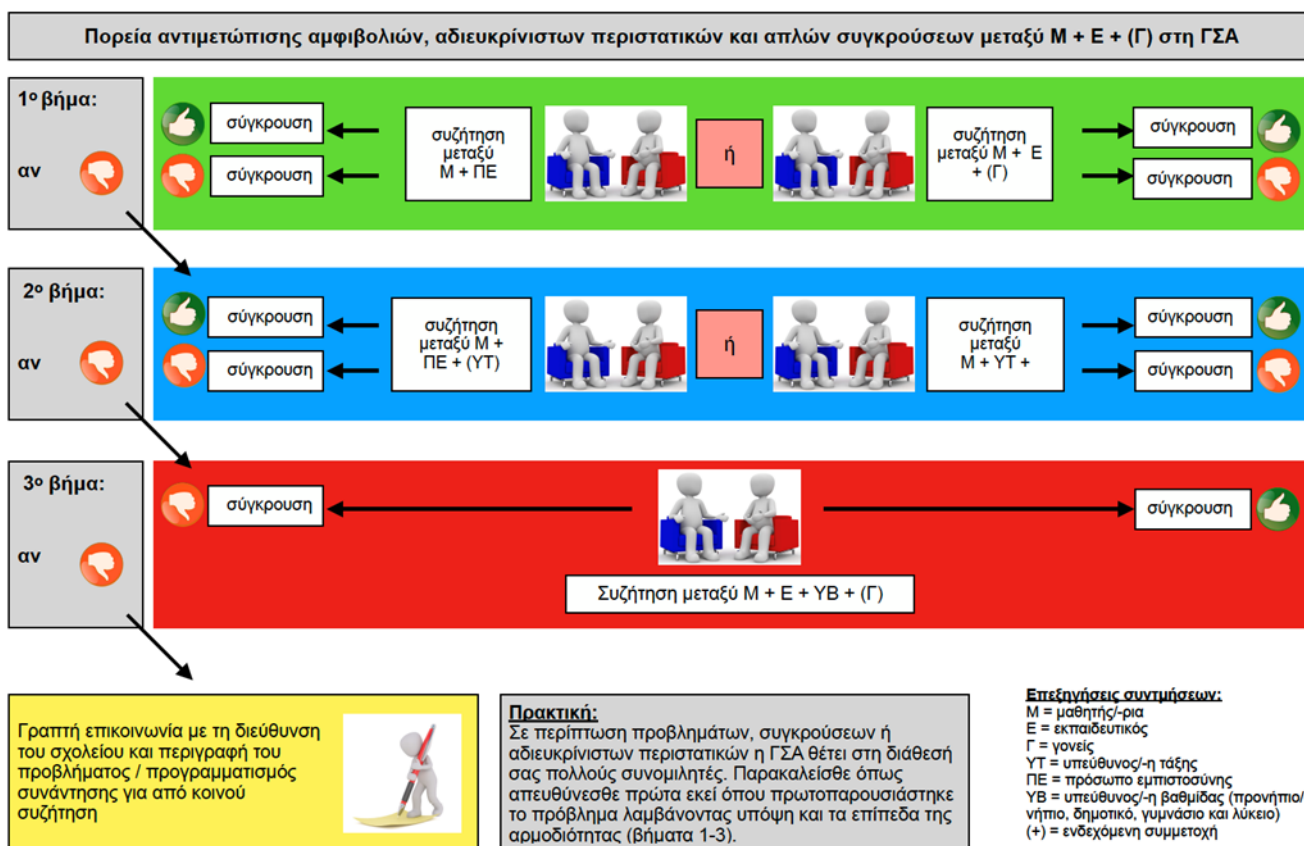 Πορεία αντιμετώπισης αμφιβολιών, αδιευκρίνιστων περιστατικών και απλών συγκρούσεων μεταξύ Μ + Ε + (Γ) στη ΓΣΑ
1ο βήμα:
αν
σύγκρουση
σύγκρουση
συζήτηση
μεταξύ
Μ + ΠΕ
ή
συζήτηση
μεταξύ Μ + Ε
+ (Γ)
σύγκρουση
σύγκρουση
2ο βήμα:
αν
σύγκρουση
σύγκρουση
συζήτηση
μεταξύ Μ +
ΠΕ + (ΥΤ)
ή
συζήτηση
μεταξύ
Μ + ΥΤ +
σύγκρουση
σύγκρουση
3ο βήμα:
αν
σύγκρουση
σύγκρουση
Συζήτηση μεταξύ Μ + Ε + ΥΒ + (Γ)
Γραπτή επικοινωνία με τη διεύθυνση
του σχολείου και περιγραφή του
προβλήματος / προγραμματισμός
συνάντησης για από κοινού
συζήτηση
Πρακτική:
Σε περίπτωση προβλημάτων, συγκρούσεων ή
αδιευκρίνιστων περιστατικών η ΓΣΑ θέτει στη διάθεσή
σας πολλούς συνομιλητές. Παρακαλείσθε όπως
απευθύνεσθε πρώτα εκεί όπου πρωτοπαρουσιάστηκε
το πρόβλημα λαμβάνοντας υπόψη και τα επίπεδα της
αρμοδιότητας (βήματα 1-3).
Επεξηγήσεις συντμήσεων:
Μ = μαθητής/-ρια
Ε = εκπαιδευτικός
Γ = γονείς
ΥΤ = υπεύθυνος/-η τάξης
ΠΕ = πρόσωπο εμπιστοσύνης
ΥΒ = υπεύθυνος/-η βαθμίδας (προνήπιο/
νήπιο, δημοτικό, γυμνάσιο και λύκειο)
(+) = ενδεχόμενη συμμετοχή